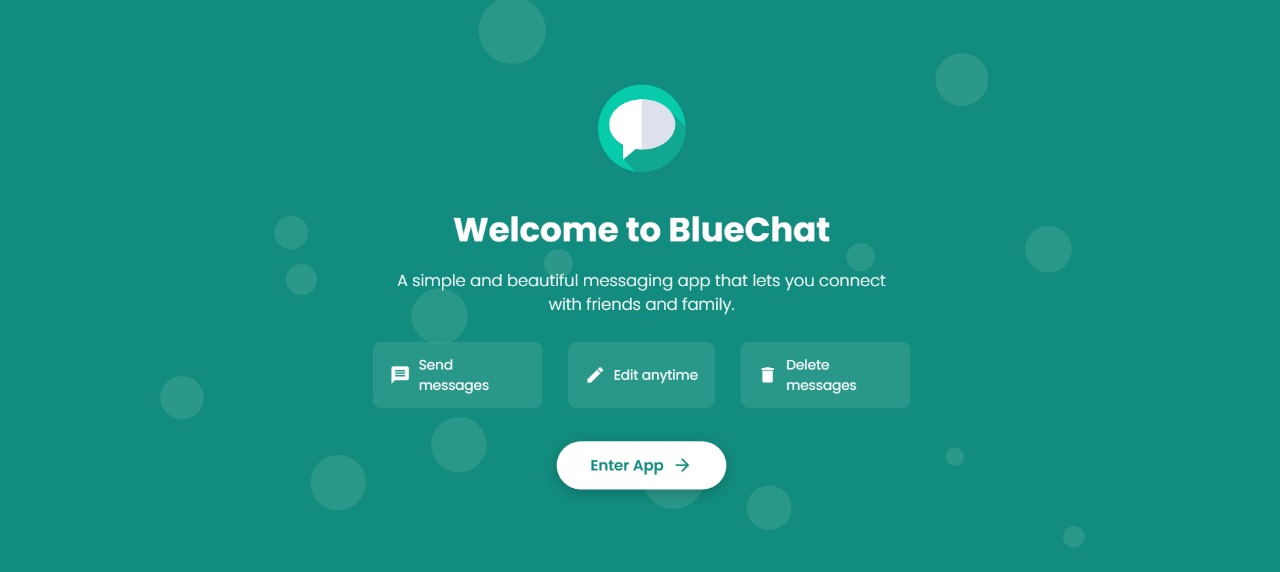 Welcome to BlueChat
A simple and beautiful messaging app that lets you connect
with friends and family.
Send
messages
Edit anytime
Delete
messages
Enter App